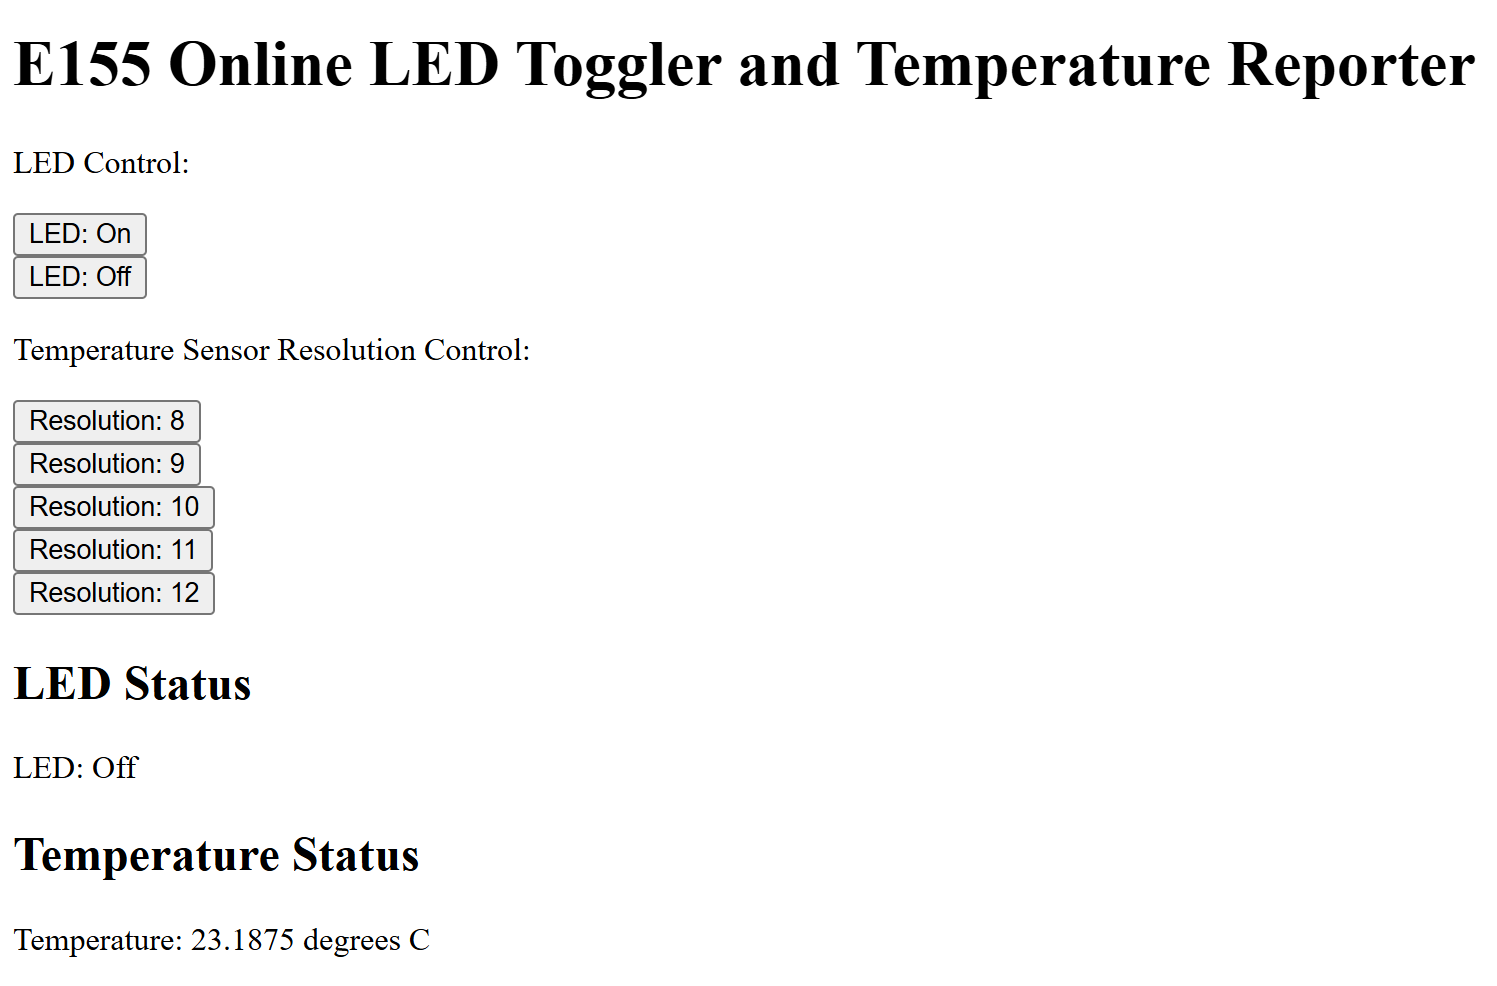 E155 Online LED Toggler and Temperature Reporter
LED Control:
LED: On
LED: Off
Temperature Sensor Resolution Control:
Resolution: 8
Resolution: 9
Resolution: 10
Resolution: 11
Resolution: 12
LED Status
LED: Off
Temperature Status
Temperature: 23.1875 degrees C